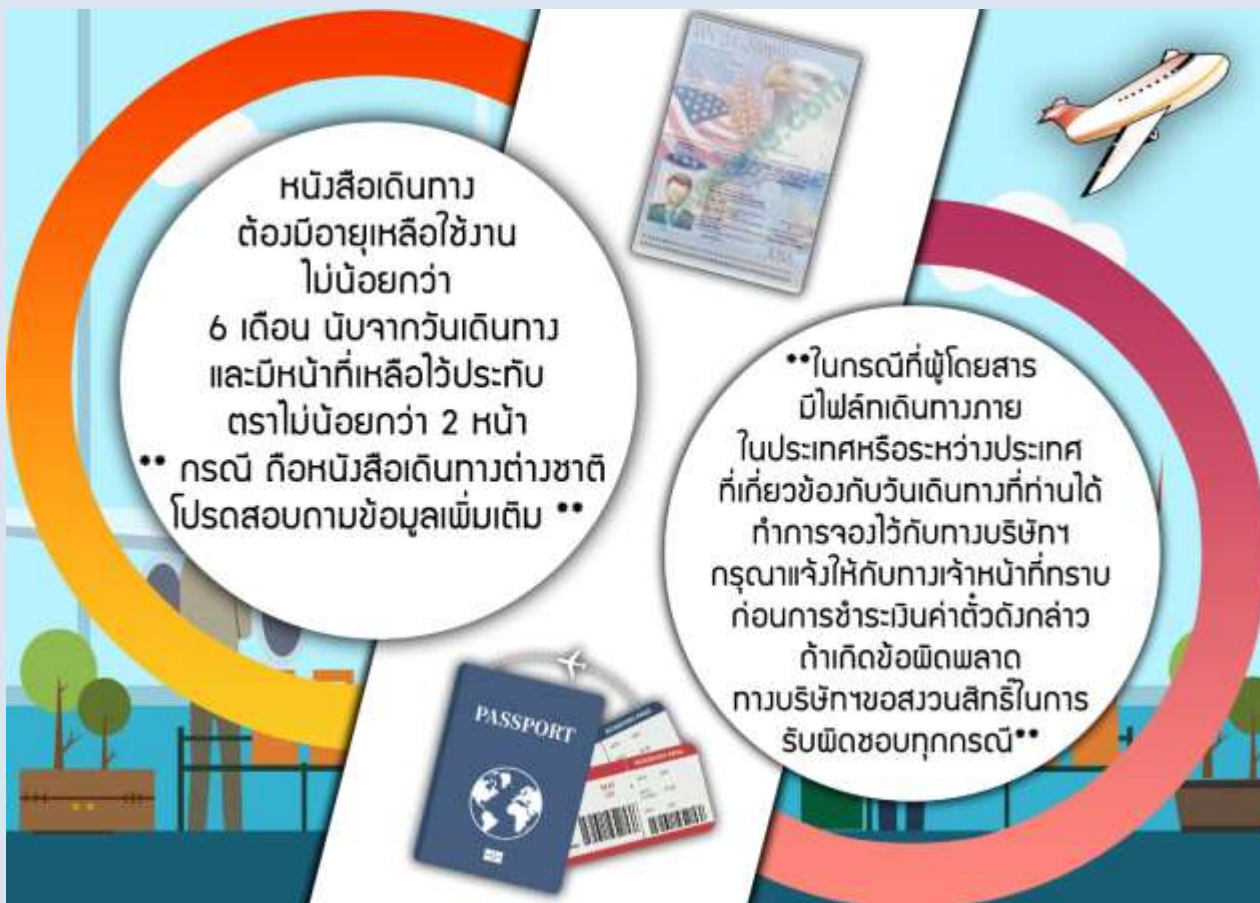 หนังสือเดินทาง
ต้องมีอายุเหลือใช้งาน
ไม่น้อยกว่า
6 เดือน นับจากวันเดินทาง
และมีหน้าที่เหลือไว้ประทับ
ตราไม่น้อยกว่า 2 หน้า
** กรณี ถือหนังสือเดินทางต่างชาติ
โปรดสอบถามข้อมูลเพิ่มเติม **
**ในกรณีที่ผู้โดยสาร
มีไฟล์ทเดินทางภาย
ในประเทศหรือระหว่างประเทศ
ที่เกี่ยวข้องกับวันเดินทางที่ท่านได้
ทำการจองไว้กับทางบริษัทฯ
กรุณาแจ้งให้กับทางเจ้าหน้าที่ทราบ
ก่อนการชำระเงินค่าตั๋วดังกล่าว
ถ้าเกิดข้อผิดพลาด
ทางบริษัทฯขอสงวนสิทธิ์ในการ
รับผิดชอบทุกกรณี**
PASSPORT